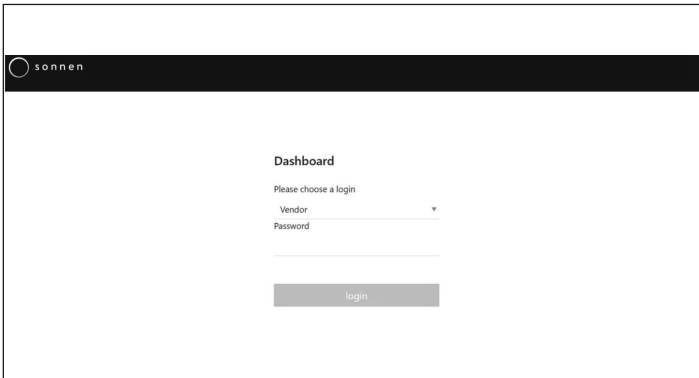 sonnen
Dashboard
Please choose a login
Vendor
Password
login